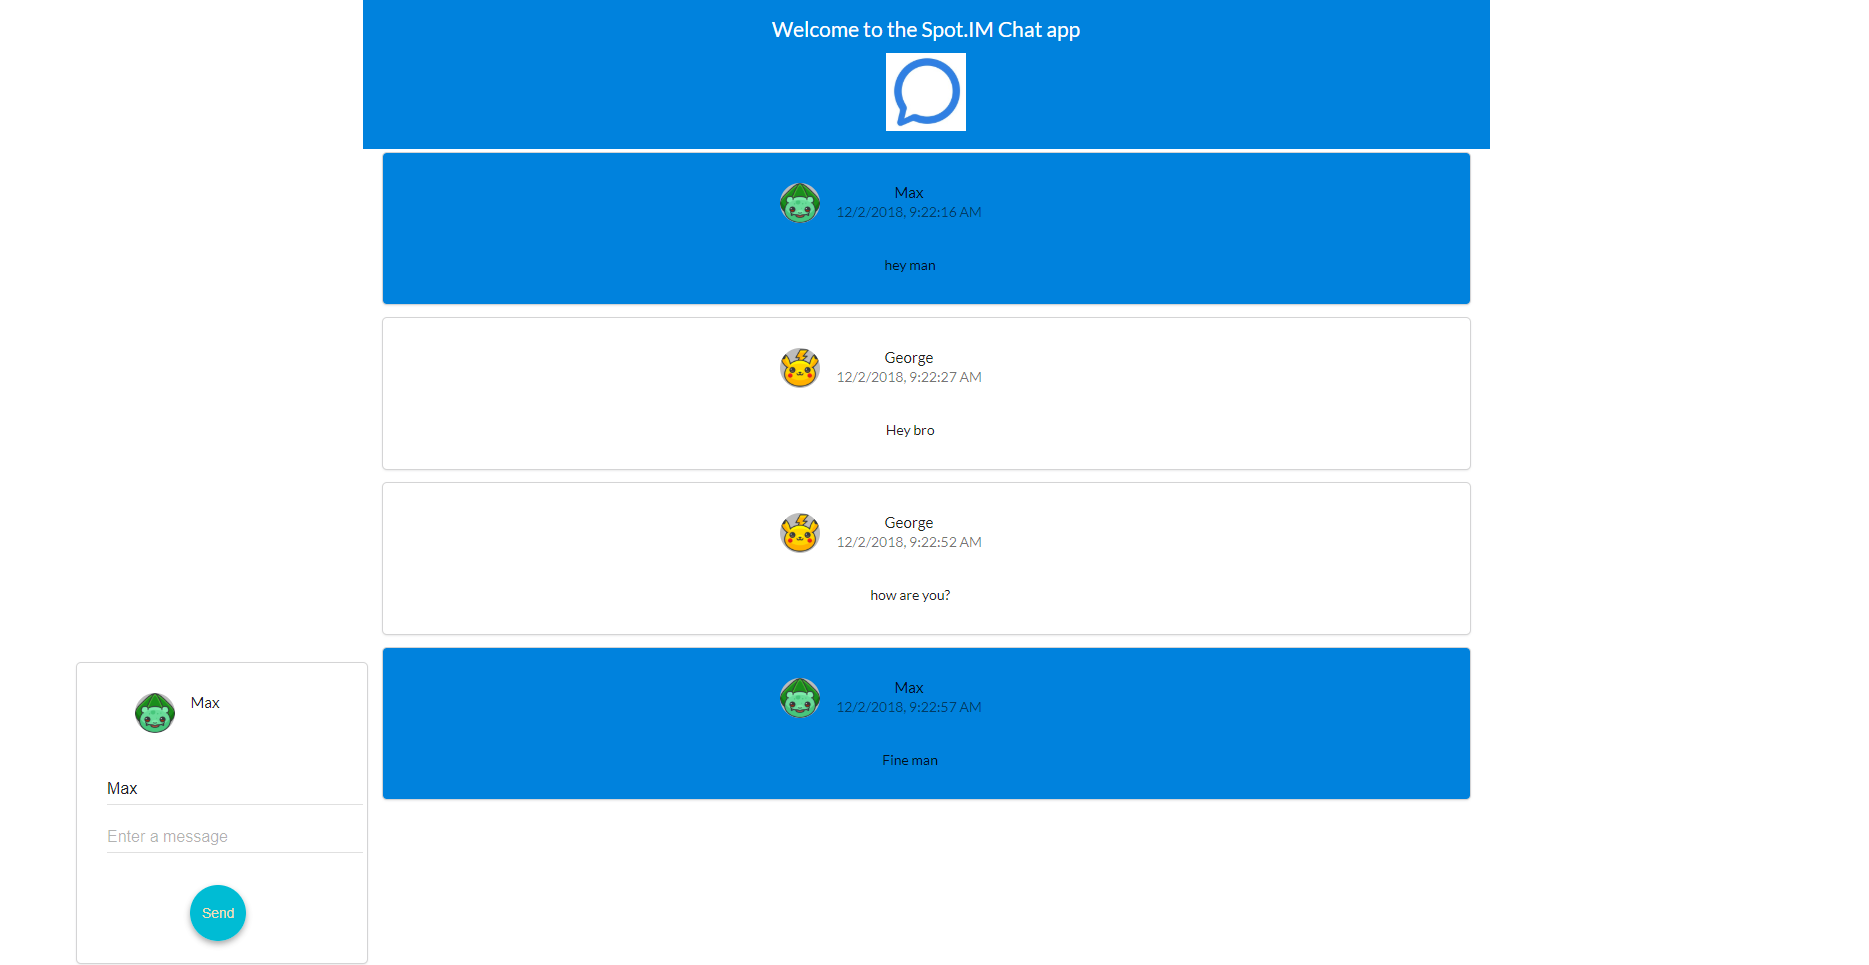 Welcome to the Spot.IM Chat app
Max
12/2/2018, 9:22:16 AM
hey man
George
12/2/2018, 9:22:27 AM
Hey bro
George
12/2/2018, 9:22:52 AM
how are you?
Max
12/2/2018, 9:22:57 AM
Fine man
Max
Max
Enter a message
Send